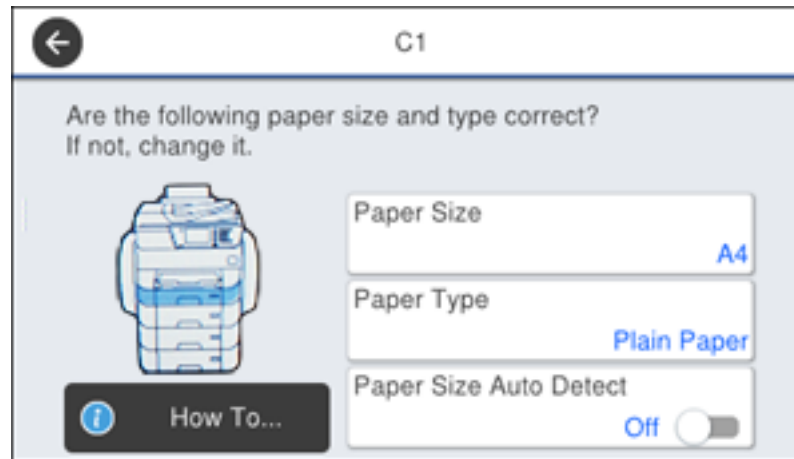 C1
Are the following paper size and type correct?
If not, change it.
Paper Size
A4
Paper Type
Plain Paper
Paper Size Auto Detect
Off
i How To...